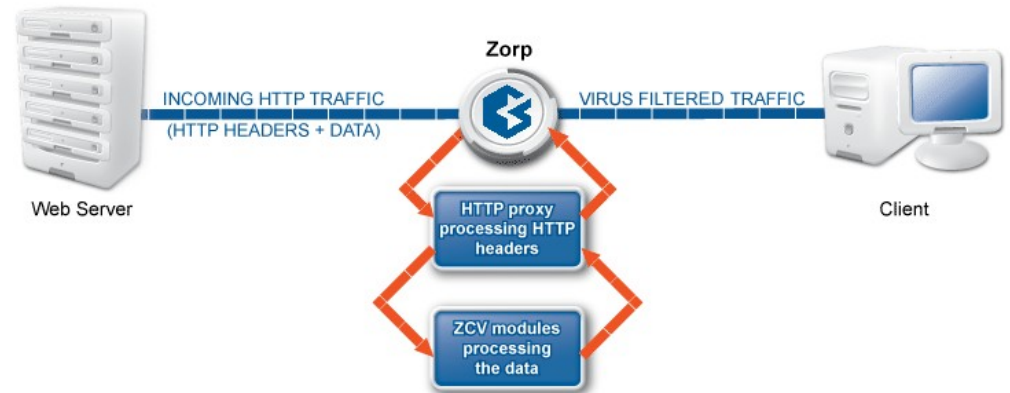 Zorp
INCOMING HTTP TRAFFIC
(HTTP HEADERS + DATA)
VIRUS FILTERED TRAFFIC
Web Server
Client
HTTP proxy
processing HTTP
headers
ZCV modules
processing
the data